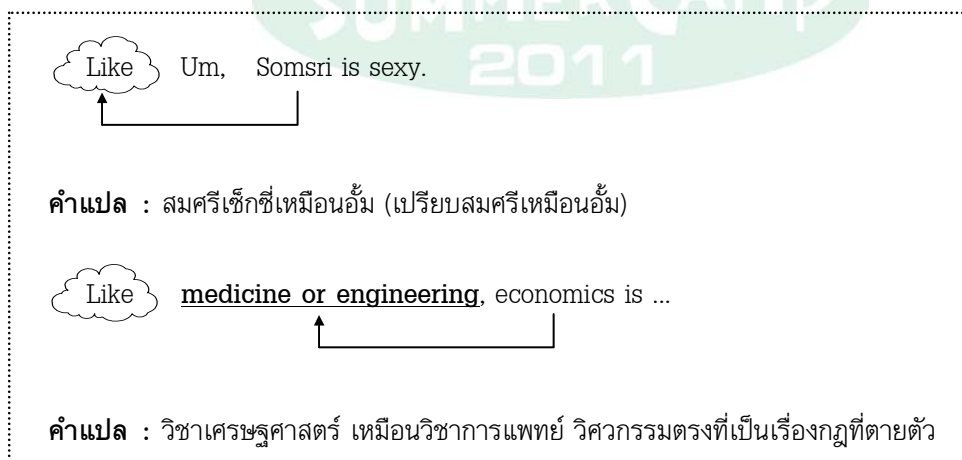 SUMMER CAMP
2011
Like Um, Somsri is sexy.
คำแปล : สมศรีเซ็กซี่เหมือนอั้ม (เปรียบสมศรีเหมือนอั้ม)
Like medicine or engineering, economics is ...
คำแปล : วิชาเศรษฐศาสตร์ เหมือนวิชาการแพทย์ วิศวกรรมตรงที่เป็นเรื่องกฎที่ตายตัว